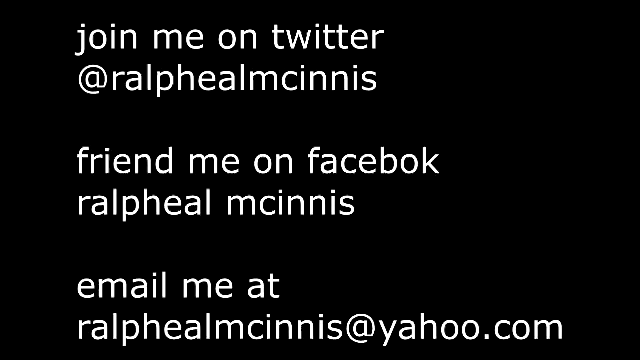 join me on twitter
@ralphealmcinnis
friend me on facebok
ralpheal mcinnis
email me at
ralphealmcinnis@yahoo.com